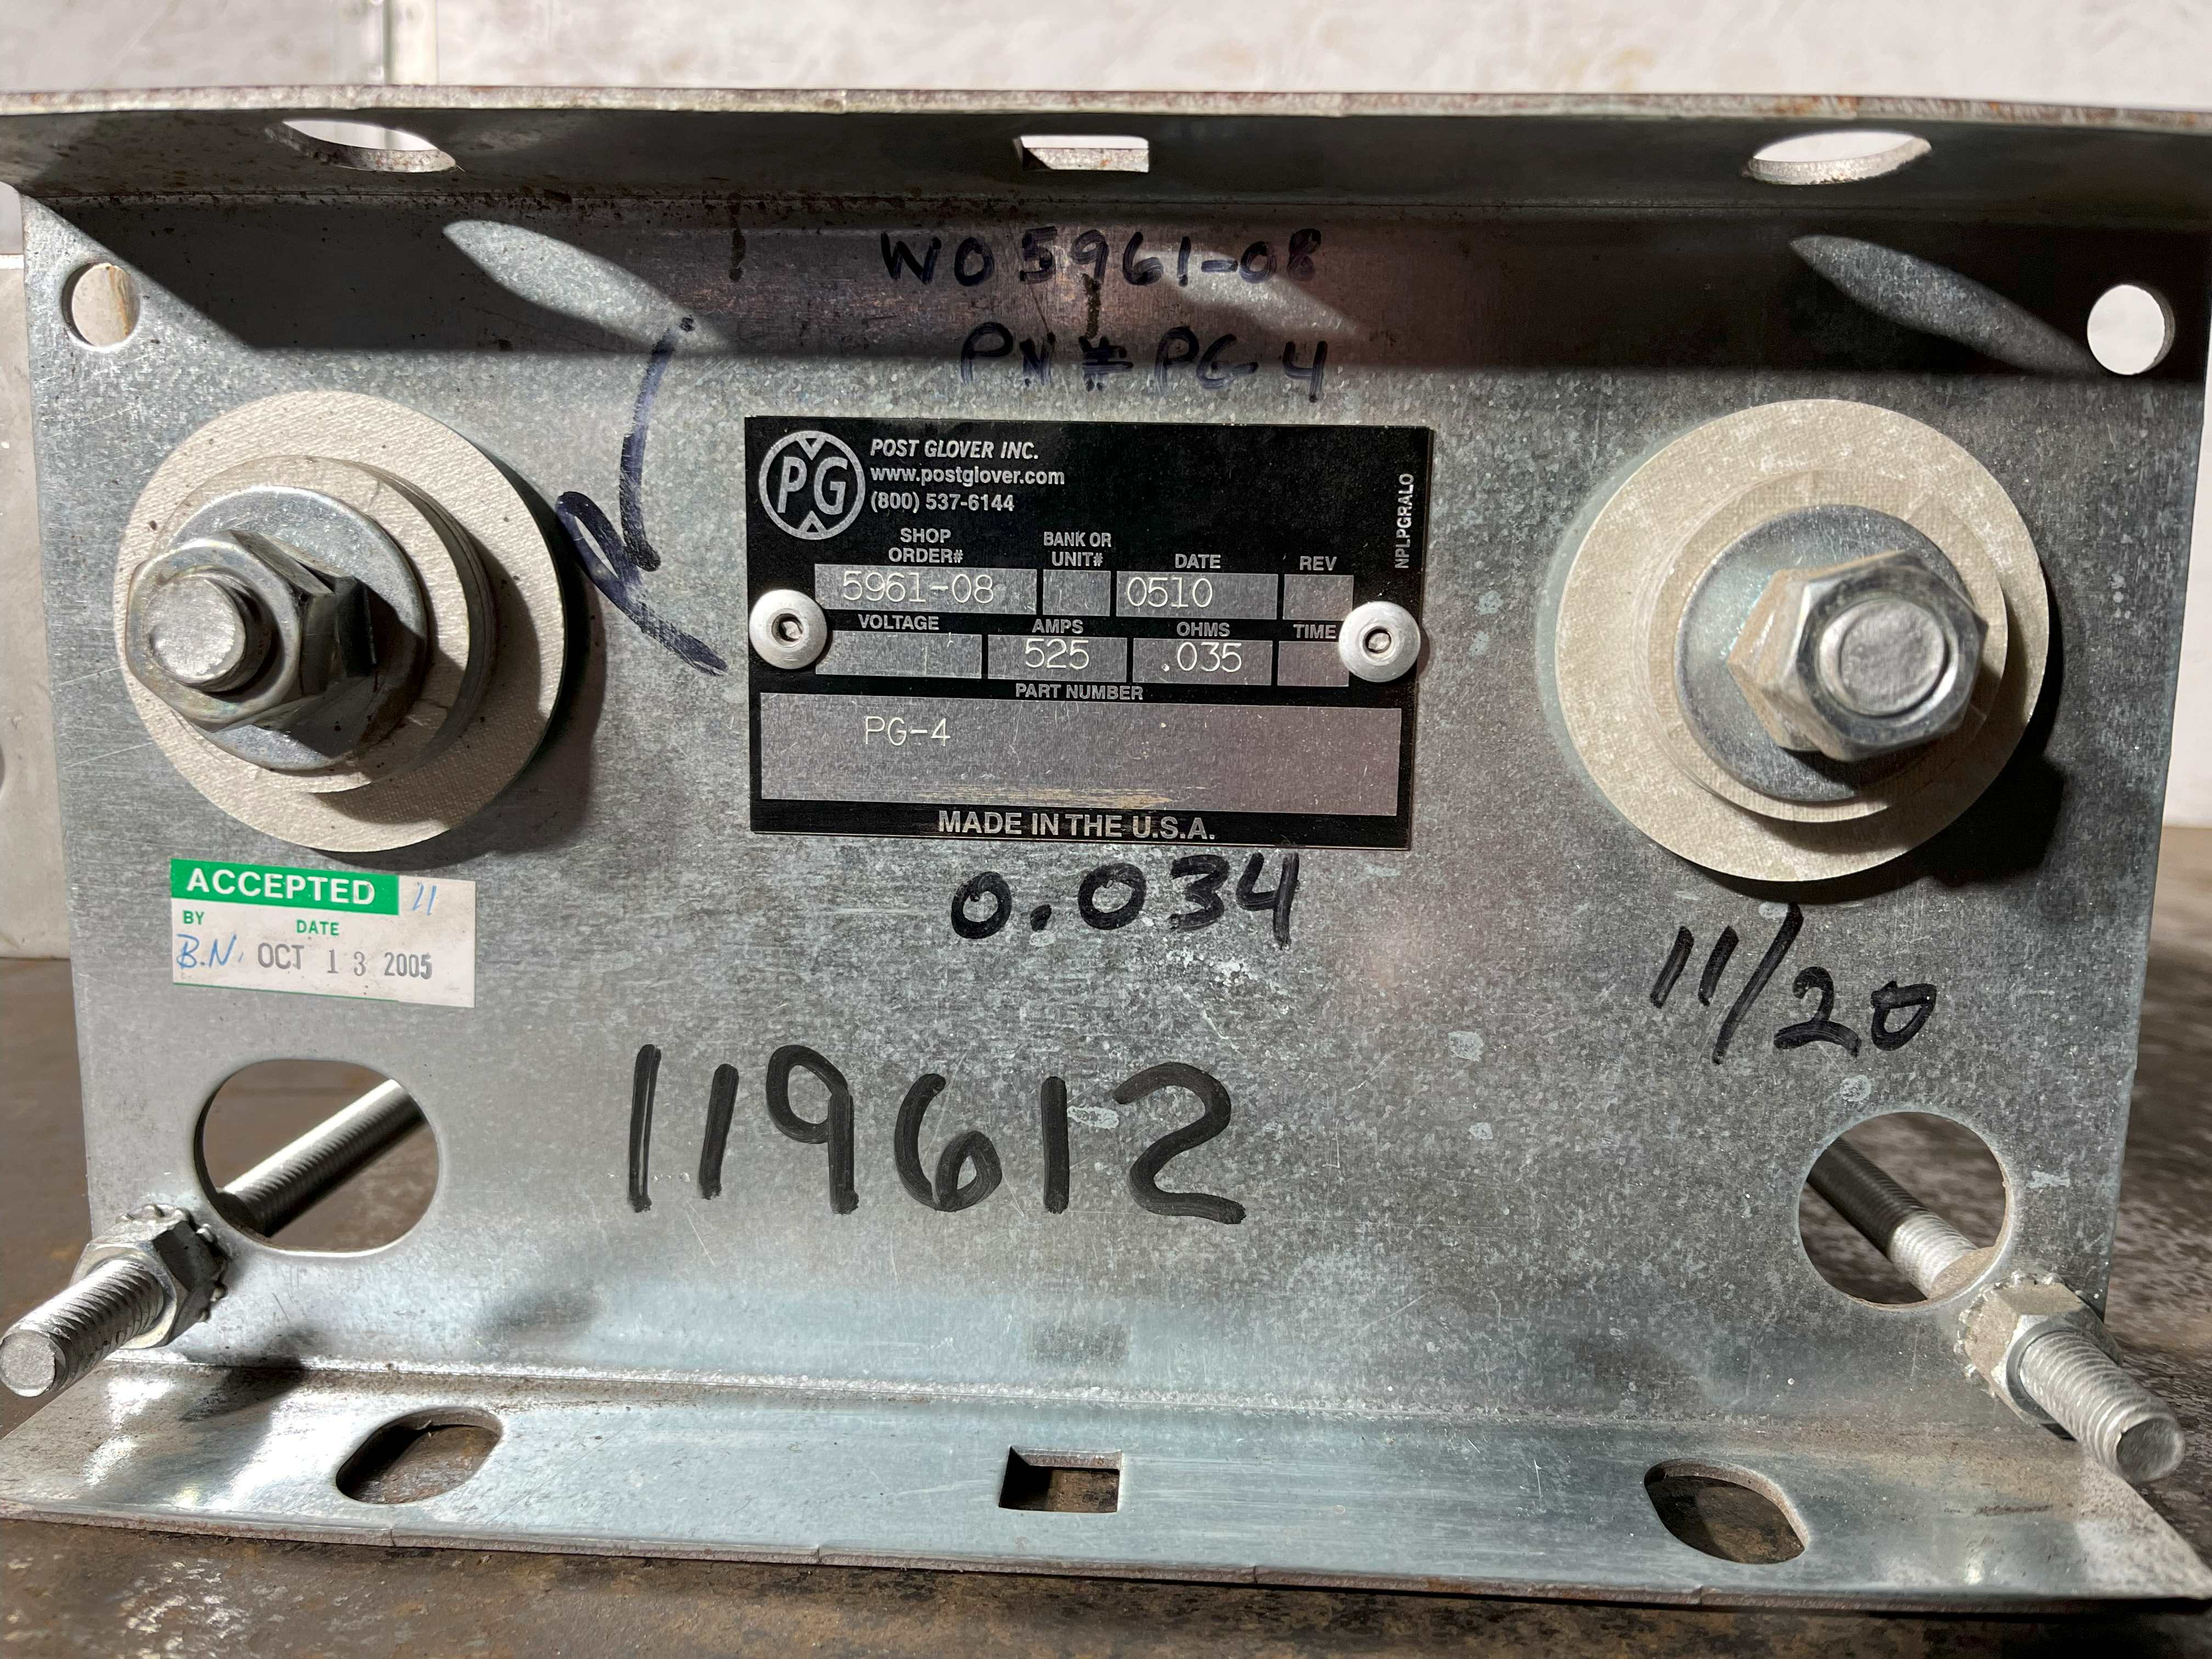 WO 5961-08
PN # PG-4
PG
POST GLOVER INC.
www.postglover.com
(800) 537-6144
NPLPGRALO
SHOP ORDER# BANK OR UNIT# DATE REV
5961-08 0510
VOLTAGE AMPS OHMS TIME
525 .035
PART NUMBER
PG-4
MADE IN THE U.S.A.
0.034
ACCEPTED 11
BY DATE
B.N. OCT 13 2005
11/20
119612